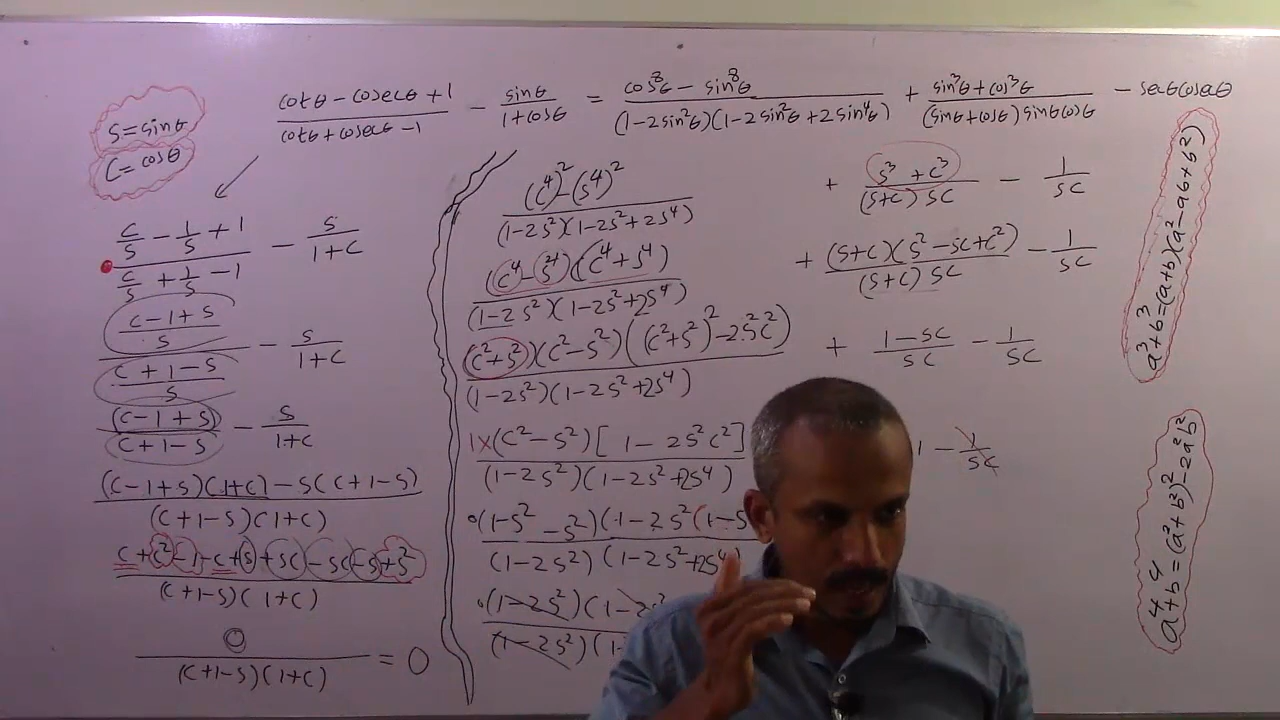 S = sinθ
C = cosθ
(cotθ − cosecθ + 1)/(cotθ + cosecθ − 1) − sinθ/(1 + cosθ) = (cos⁸θ − sin⁸θ)/((1−2sin²θ)(1−2sin²θ+2sin⁴θ)) + (sin³θ + cos³θ)/((sinθ+cosθ) sinθcosθ) − secθcosecθ
(C/S − 1/S + 1)/(C/S + 1/S − 1) − S/(1+C)
((C−1+S)/S)/((C+1−S)/S) − S/(1+C)
(C−1+S)/(C+1−S) − S/(1+C)
((C−1+S)(1+C) − S(C+1−S))/((C+1−S)(1+C))
(C+C²−1−C+S+SC−SC−S+S²)/((C+1−S)(1+C))
0/((C+1−S)(1+C)) = 0
((C⁴)²−(S⁴)²)/((1−2S²)(1−2S²+2S⁴)) + (S³+C³)/((S+C) SC) − 1/SC
((C⁴−S⁴)(C⁴+S⁴))/((1−2S²)(1−2S²+2S⁴)) + ((S+C)(S²−SC+C²))/((S+C) SC) − 1/SC
((C²+S²)(C²−S²)((C²+S²)²−2S²C²))/((1−2S²)(1−2S²+2S⁴)) + (1−SC)/SC − 1/SC
(1×(C²−S²)[1−2S²C²])/((1−2S²)(1−2S²+2S⁴)) 1 − 1/SC
((1−S²−S²)(1−2S²(1−S/((1−2S²)(1−2S²+2S⁴)
((1−2S²)(1−2S²/((1−2S²)(1−
a³+b³=(a+b)(a²−ab+b²)
a⁴+b⁴=(a²+b²)²−2a²b²